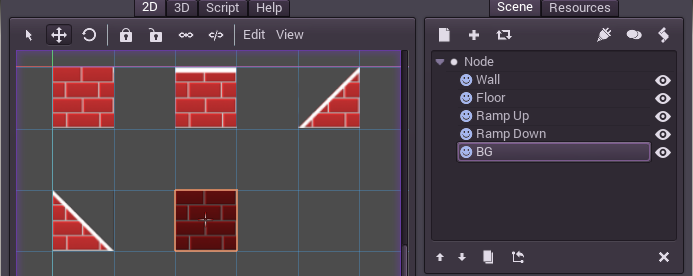 2D 3D Script Help
Scene Resources
Edit View
Node
Wall
Floor
Ramp Up
Ramp Down
BG